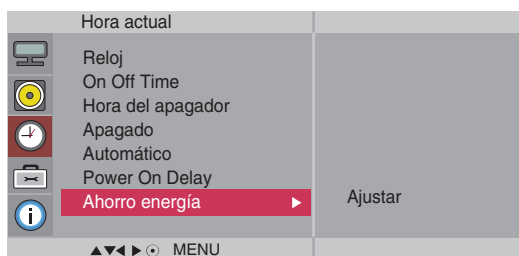 Hora actual
Reloj
On Off Time
Hora del apagador
Apagado
Automático
Power On Delay
Ahorro energía
Ajustar
MENU